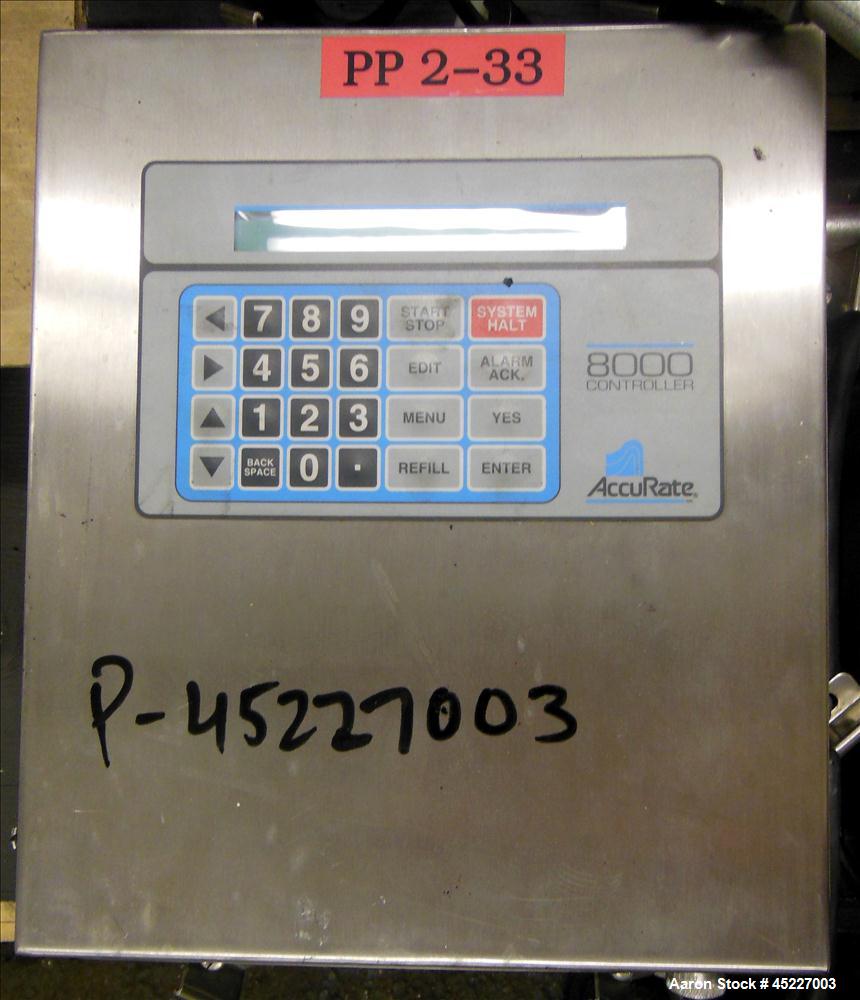 PP 2-33
7 8 9 START STOP SYSTEM HALT
4 5 6 EDIT ALARM ACK.
1 2 3 MENU YES
BACK SPACE 0 . REFILL ENTER
8000
CONTROLLER
AccuRate®
P-45227003
Aaron Stock # 45227003